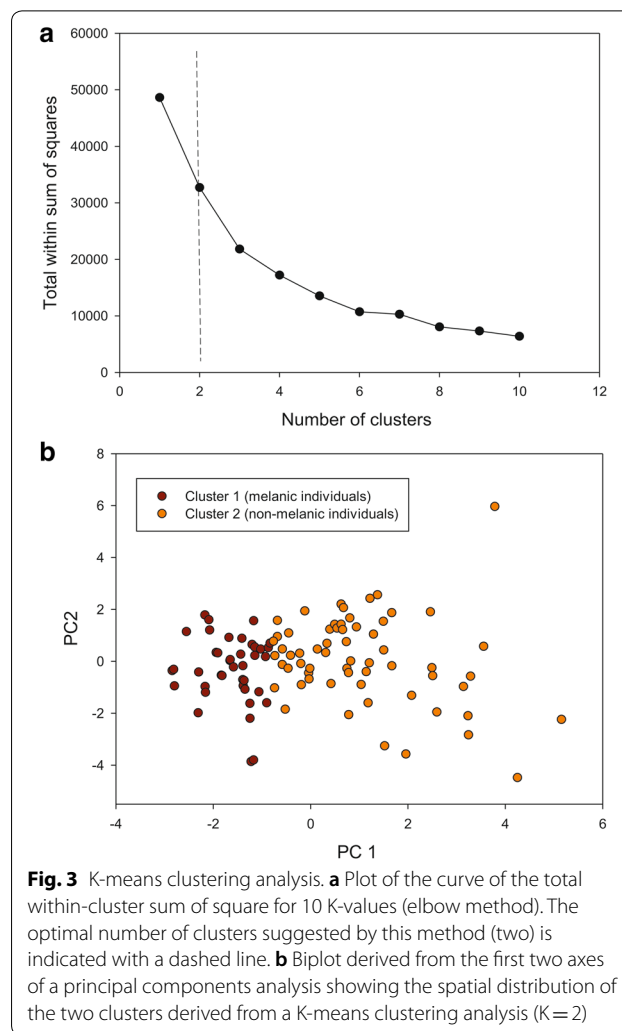 a
60000
50000
40000
30000
20000
10000
0
Total within sum of squares
0 2 4 6 8 10 12
Number of clusters
b
8
6
4
2
0
-2
-4
PC2
Cluster 1 (melanic individuals)
Cluster 2 (non-melanic individuals)
-4 -2 0 2 4 6
PC 1
Fig. 3 K-means clustering analysis. a Plot of the curve of the total
within-cluster sum of square for 10 K-values (elbow method). The
optimal number of clusters suggested by this method (two) is
indicated with a dashed line. b Biplot derived from the first two axes
of a principal components analysis showing the spatial distribution of
the two clusters derived from a K-means clustering analysis (K = 2)